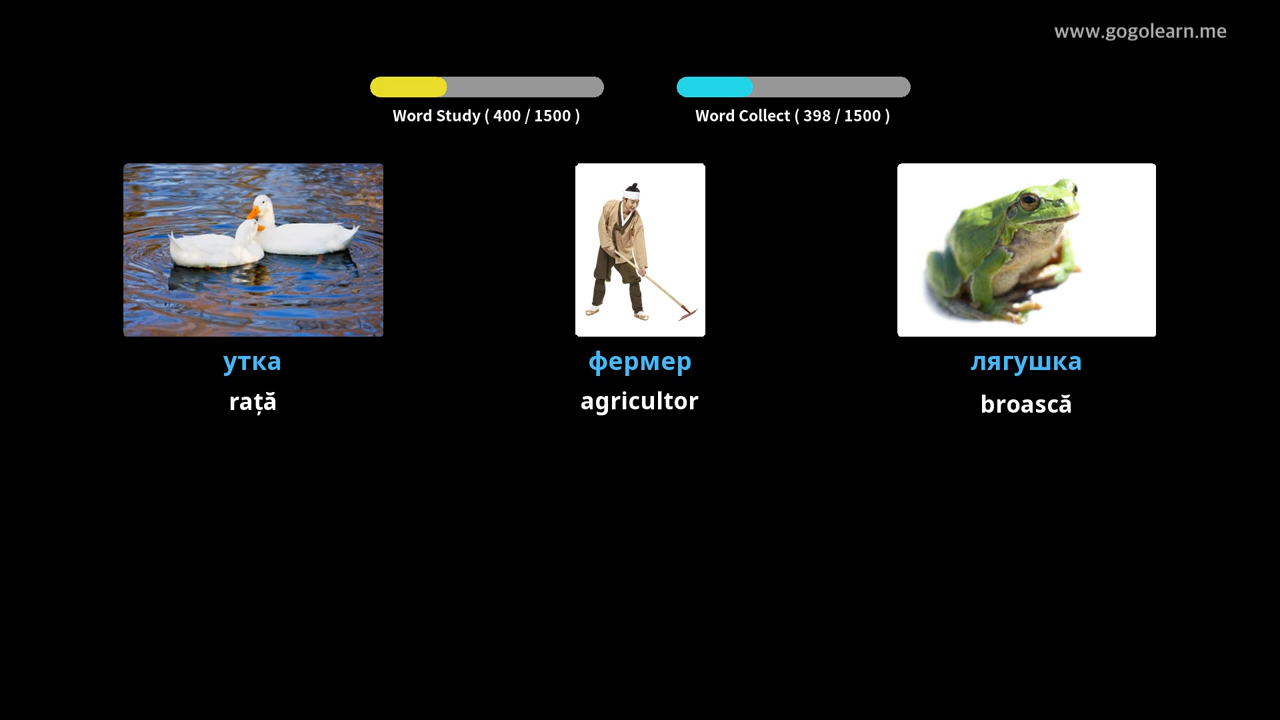 www.gogolearn.me
Word Study ( 400 / 1500 )
Word Collect ( 398 / 1500 )
утка
фермер
лягушка
rață
agricultor
broască